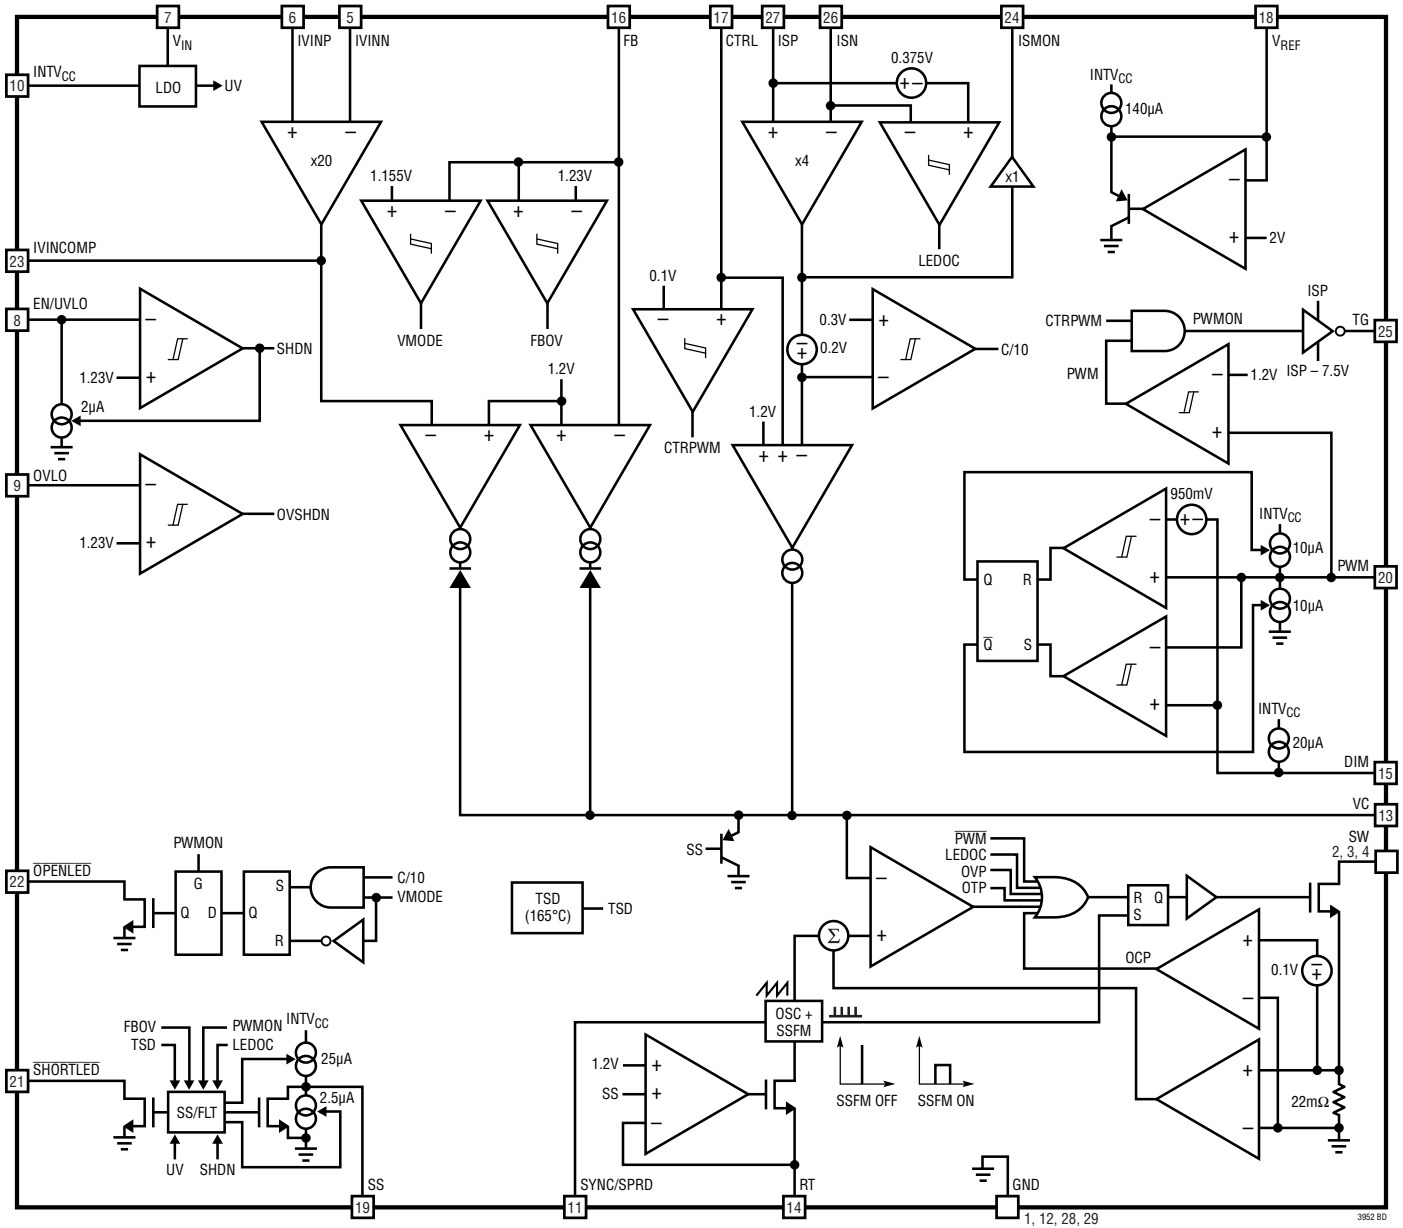 7
6
5
16
17
27
26
24
18
VIN
IVINP
IVINN
FB
CTRL
ISP
ISN
ISMON
VREF
10
INTVCC
LDO
UV
0.375V
+ −
INTVCC
140µA
+ −
x20
+ −
x4
− +
x1
−
+
2V
1.155V
1.23V
+ −
+ −
LEDOC
23
IVINCOMP
0.1V
− +
8
EN/UVLO
−
+
1.23V
SHDN
2µA
VMODE
FBOV
1.2V
0.3V
+
−
− +
0.2V
C/10
ISP
CTRPWM
PWMON
TG
25
ISP – 7.5V
PWM
−
1.2V
+
− +
+ −
CTRPWM
1.2V
+ + −
9
OVLO
−
+
1.23V
OVSHDN
950mV
+ −
−
+
INTVCC
10µA
PWM
20
10µA
Q R
Q S
−
+
INTVCC
20µA
DIM
15
VC
13
SS
PWM
LEDOC
OVP
OTP
SW
2, 3, 4
PWMON
22
OPENLED
G
Q D
S
Q
R
C/10
VMODE
TSD
(165°C)
TSD
−
+
Σ
R Q
S
OCP
+
−
0.1V
− +
OSC +
SSFM
FBOV
TSD
PWMON
LEDOC
INTVCC
25µA
2.5µA
21
SHORTLED
SS/FLT
UV
SHDN
1.2V
SS
+
+
−
SSFM OFF
SSFM ON
+
−
22mΩ
SS
19
SYNC/SPRD
11
RT
14
GND
1, 12, 28, 29
3952 BD